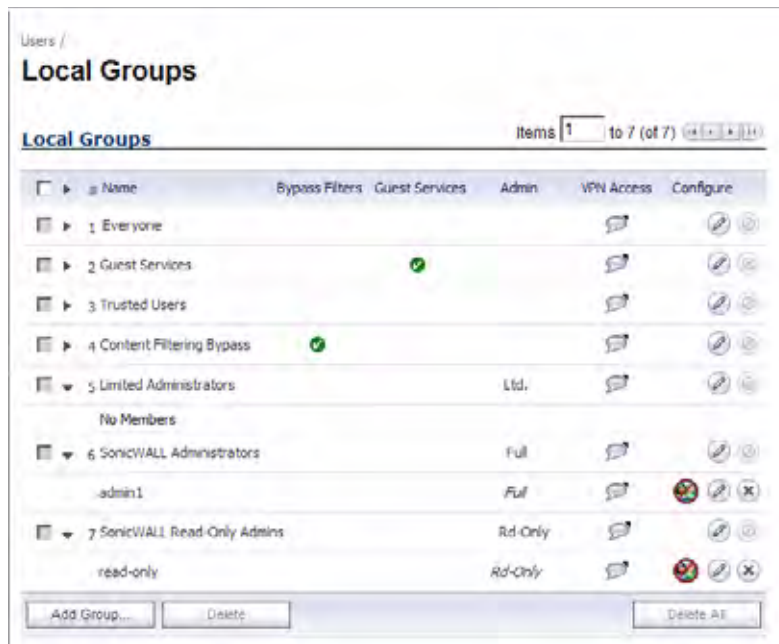 Users /
Local Groups
Local Groups Items 1 to 7 (of 7)
# Name Bypass Filters Guest Services Admin VPN Access Configure
1 Everyone
2 Guest Services
3 Trusted Users
4 Content Filtering Bypass
5 Limited Administrators Ltd.
No Members
6 SonicWALL Administrators Full
admin1 Full
7 SonicWALL Read-Only Admins Rd-Only
read-only Rd-Only
Add Group... Delete Delete All